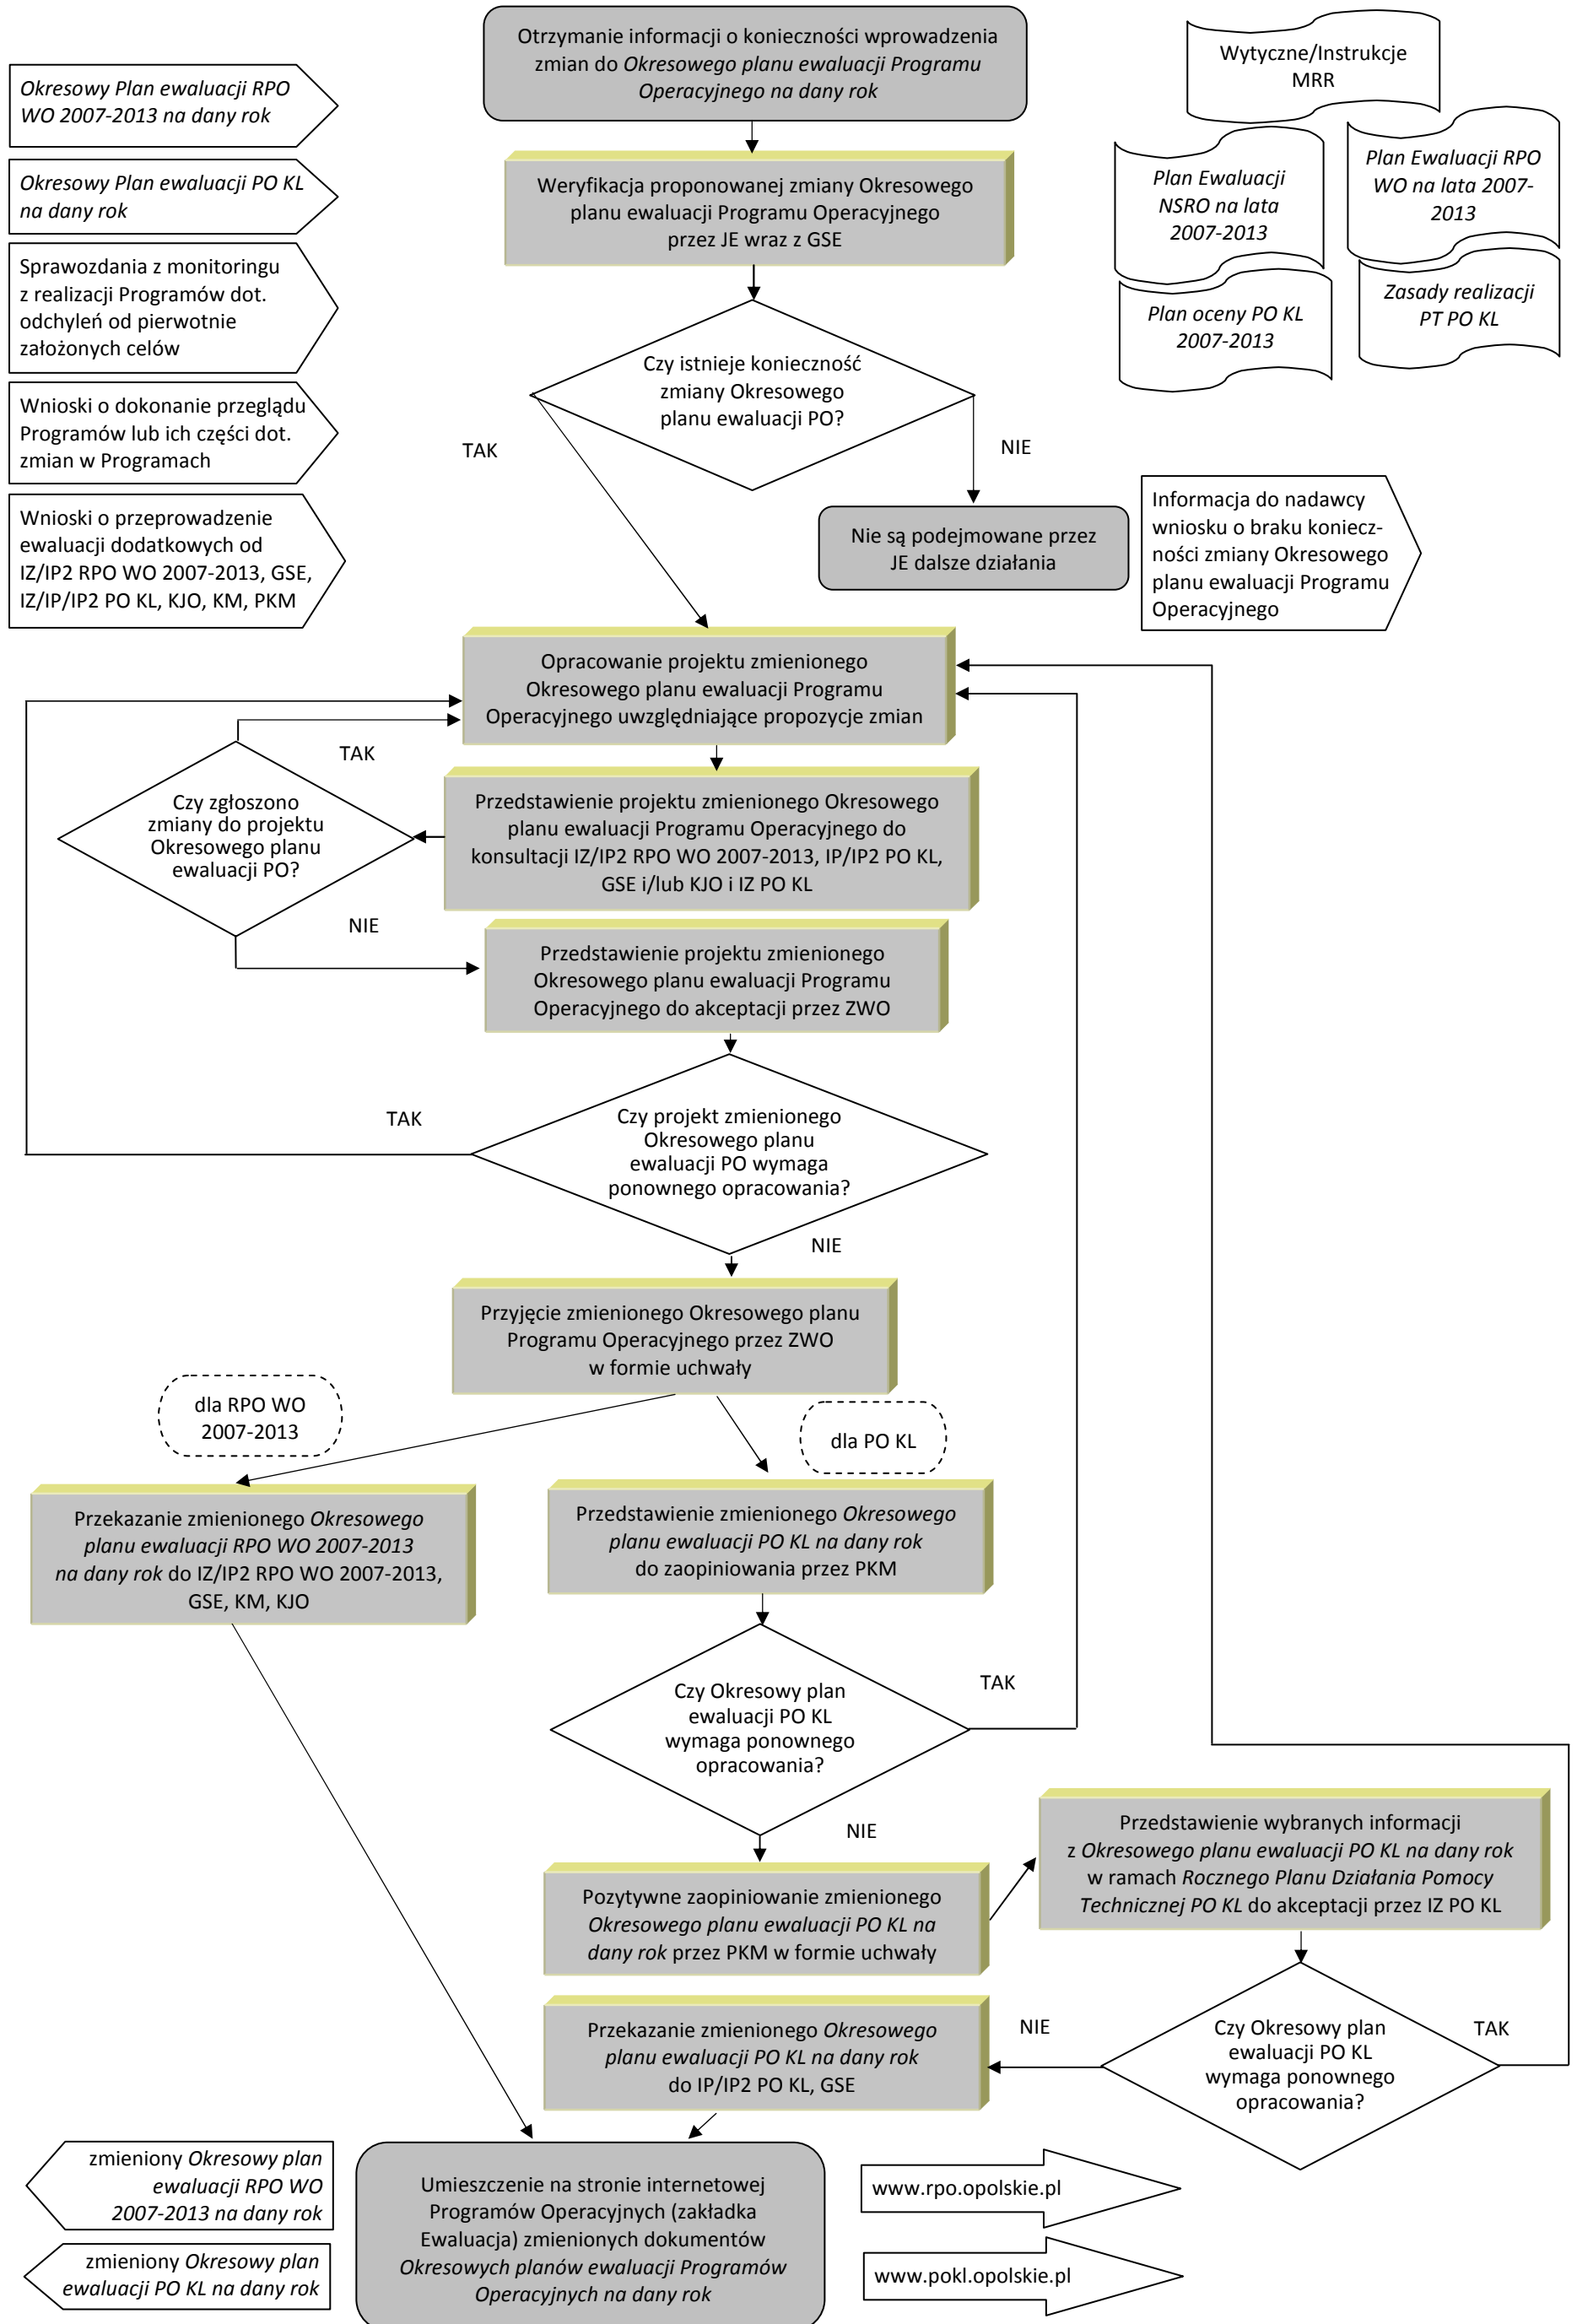 Otrzymanie informacji o konieczności wprowadzenia
zmian do Okresowego planu ewaluacji Programu
Operacyjnego na dany rok
Wytyczne/Instrukcje
MRR
Okresowy Plan ewaluacji RPO
WO 2007-2013 na dany rok
Okresowy Plan ewaluacji PO KL
na dany rok
Sprawozdania z monitoringu
z realizacji Programów dot.
odchyleń od pierwotnie
założonych celów
Wnioski o dokonanie przeglądu
Programów lub ich części dot.
zmian w Programach
Wnioski o przeprowadzenie
ewaluacji dodatkowych od
IZ/IP2 RPO WO 2007-2013, GSE,
IZ/IP/IP2 PO KL, KJO, KM, PKM
Weryfikacja proponowanej zmiany Okresowego
planu ewaluacji Programu Operacyjnego
przez JE wraz z GSE
Plan Ewaluacji
NSRO na lata
2007-2013
Plan Ewaluacji RPO
WO na lata 2007-
2013
Plan oceny PO KL
2007-2013
Zasady realizacji
PT PO KL
Czy istnieje konieczność
zmiany Okresowego
planu ewaluacji PO?
TAK
NIE
Nie są podejmowane przez
JE dalsze działania
Informacja do nadawcy
wniosku o braku koniecz-
ności zmiany Okresowego
planu ewaluacji Programu
Operacyjnego
Opracowanie projektu zmienionego
Okresowego planu ewaluacji Programu
Operacyjnego uwzględniające propozycje zmian
TAK
Czy zgłoszono
zmiany do projektu
Okresowego planu
ewaluacji PO?
Przedstawienie projektu zmienionego Okresowego
planu ewaluacji Programu Operacyjnego do
konsultacji IZ/IP2 RPO WO 2007-2013, IP/IP2 PO KL,
GSE i/lub KJO i IZ PO KL
NIE
Przedstawienie projektu zmienionego
Okresowego planu ewaluacji Programu
Operacyjnego do akceptacji przez ZWO
TAK
Czy projekt zmienionego
Okresowego planu
ewaluacji PO wymaga
ponownego opracowania?
NIE
Przyjęcie zmienionego Okresowego planu
Programu Operacyjnego przez ZWO
w formie uchwały
dla RPO WO
2007-2013
dla PO KL
Przekazanie zmienionego Okresowego
planu ewaluacji RPO WO 2007-2013
na dany rok do IZ/IP2 RPO WO 2007-2013,
GSE, KM, KJO
Przedstawienie zmienionego Okresowego
planu ewaluacji PO KL na dany rok
do zaopiniowania przez PKM
Czy Okresowy plan
ewaluacji PO KL
wymaga ponownego
opracowania?
TAK
NIE
Pozytywne zaopiniowanie zmienionego
Okresowego planu ewaluacji PO KL na
dany rok przez PKM w formie uchwały
Przedstawienie wybranych informacji
z Okresowego planu ewaluacji PO KL na dany rok
w ramach Rocznego Planu Działania Pomocy
Technicznej PO KL do akceptacji przez IZ PO KL
Przekazanie zmienionego Okresowego
planu ewaluacji PO KL na dany rok
do IP/IP2 PO KL, GSE
NIE
Czy Okresowy plan
ewaluacji PO KL
wymaga ponownego
opracowania?
TAK
zmieniony Okresowy plan
ewaluacji RPO WO
2007-2013 na dany rok
zmieniony Okresowy plan
ewaluacji PO KL na dany rok
Umieszczenie na stronie internetowej
Programów Operacyjnych (zakładka
Ewaluacja) zmienionych dokumentów
Okresowych planów ewaluacji Programów
Operacyjnych na dany rok
www.rpo.opolskie.pl
www.pokl.opolskie.pl